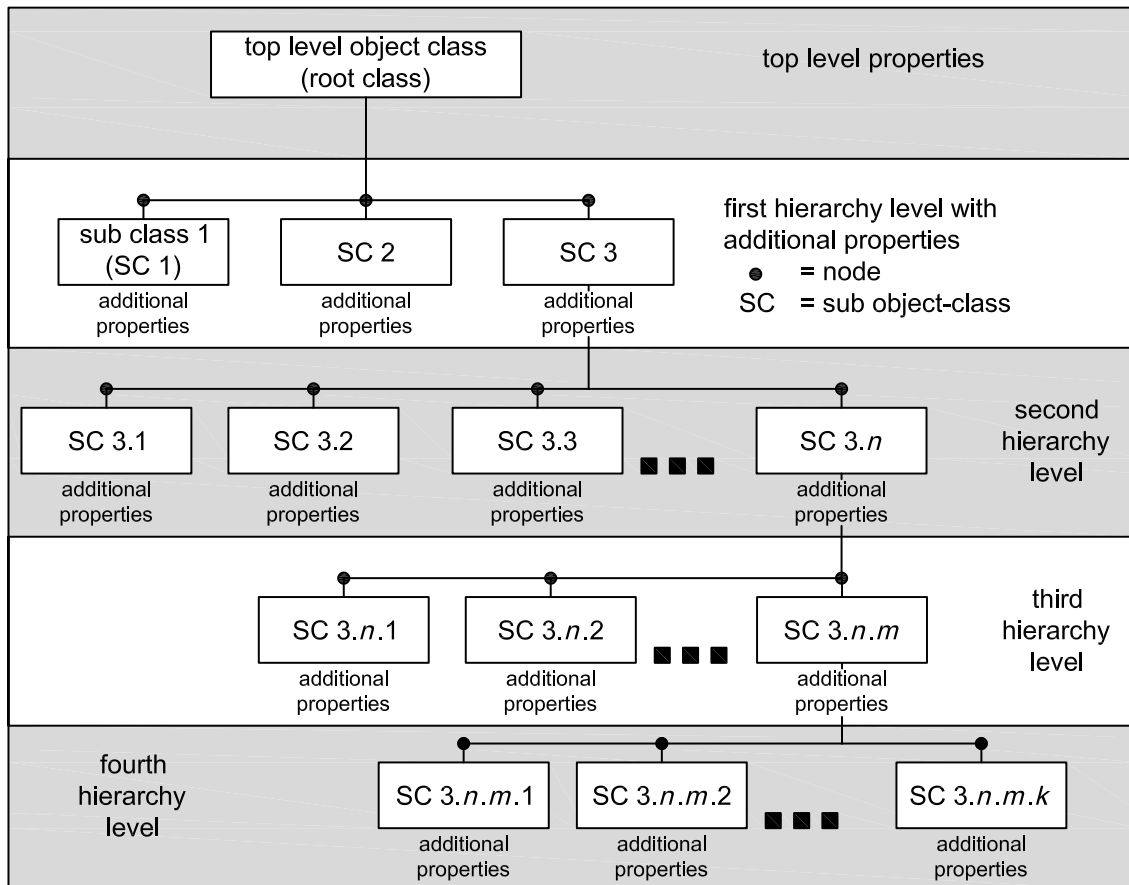 top level object class
(root class)
top level properties
sub class 1
(SC 1)
SC 2
SC 3
additional
properties
additional
properties
additional
properties
first hierarchy level with
additional properties
= node
SC = sub object-class
SC 3.1
SC 3.2
SC 3.3
SC 3.n
additional
properties
additional
properties
additional
properties
additional
properties
second
hierarchy
level
SC 3.n.1
SC 3.n.2
SC 3.n.m
additional
properties
additional
properties
additional
properties
third
hierarchy
level
fourth
hierarchy
level
SC 3.n.m.1
SC 3.n.m.2
SC 3.n.m.k
additional
properties
additional
properties
additional
properties